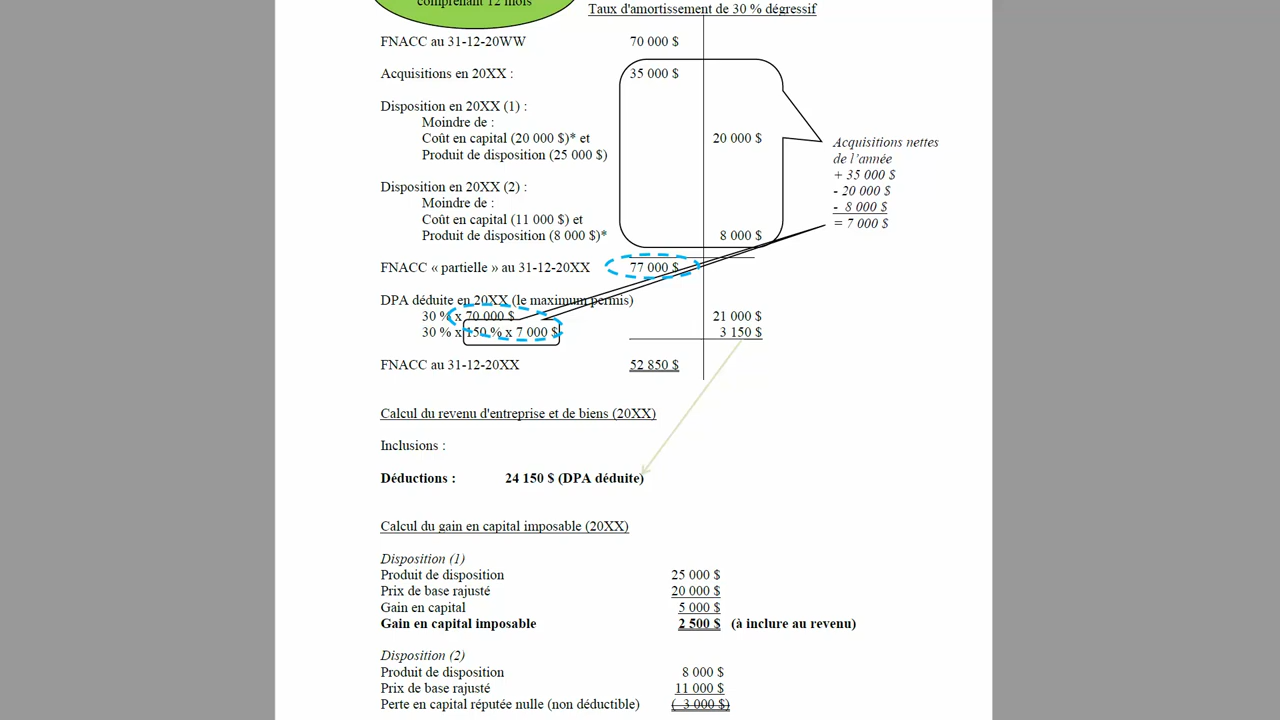 comprenant 12 mois
Taux d'amortissement de 30 % dégressif
FNACC au 31-12-20WW 70 000 $
Acquisitions en 20XX : 35 000 $
Disposition en 20XX (1) :
Moindre de :
Coût en capital (20 000 $)* et 20 000 $
Produit de disposition (25 000 $)
Disposition en 20XX (2) :
Moindre de :
Coût en capital (11 000 $) et
Produit de disposition (8 000 $)* 8 000 $
Acquisitions nettes
de l'année
+ 35 000 $
- 20 000 $
- 8 000 $
= 7 000 $
FNACC « partielle » au 31-12-20XX 77 000 $
DPA déduite en 20XX (le maximum permis)
30 % x 70 000 $ 21 000 $
30 % x 150 % x 7 000 $ 3 150 $
FNACC au 31-12-20XX 52 850 $
Calcul du revenu d'entreprise et de biens (20XX)
Inclusions :
Déductions : 24 150 $ (DPA déduite)
Calcul du gain en capital imposable (20XX)
Disposition (1)
Produit de disposition 25 000 $
Prix de base rajusté 20 000 $
Gain en capital 5 000 $
Gain en capital imposable 2 500 $ (à inclure au revenu)
Disposition (2)
Produit de disposition 8 000 $
Prix de base rajusté 11 000 $
Perte en capital réputée nulle (non déductible) ( 3 000 $)